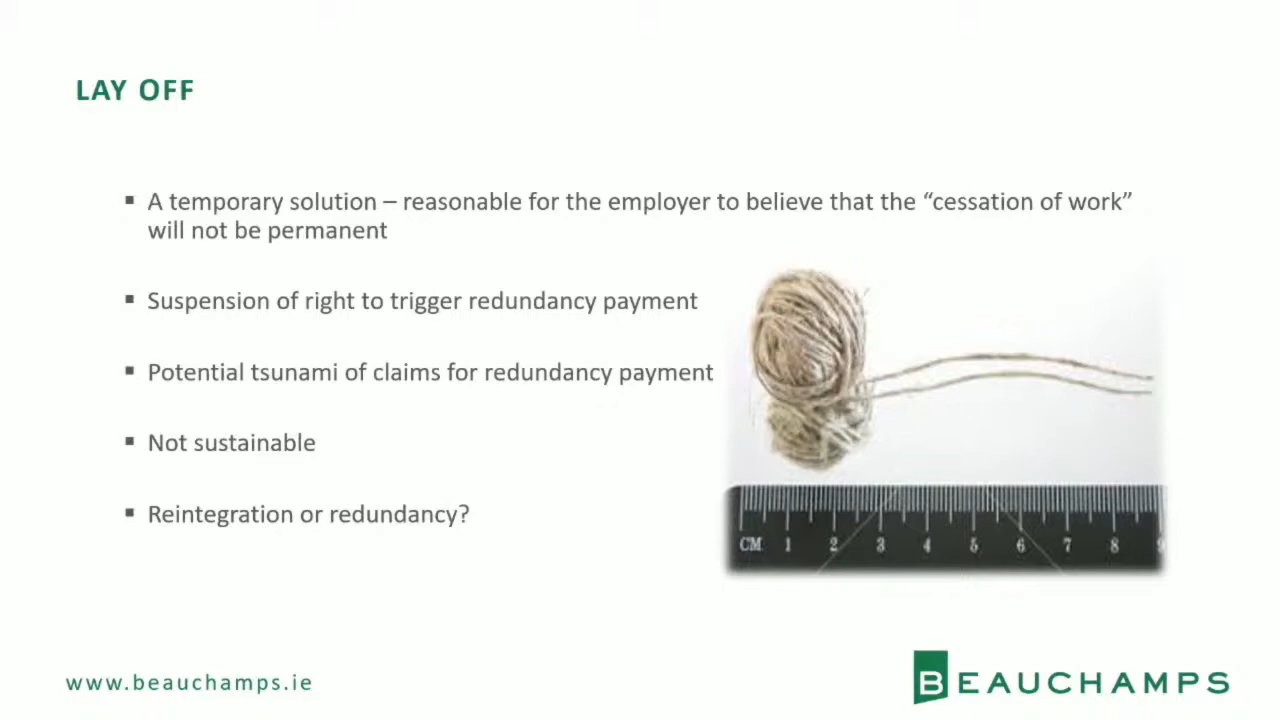 LAY OFF
▪ A temporary solution – reasonable for the employer to believe that the “cessation of work”
will not be permanent
▪ Suspension of right to trigger redundancy payment
▪ Potential tsunami of claims for redundancy payment
▪ Not sustainable
▪ Reintegration or redundancy?
CM 1 2 3 4 5 6 7 8 9
www.beauchamps.ie
BEAUCHAMPS